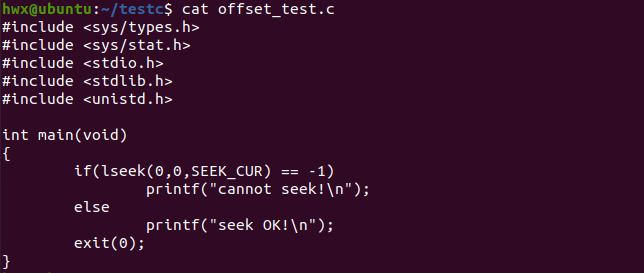 hwx@ubuntu:~/testc$ cat offset_test.c
#include <sys/types.h>
#include <sys/stat.h>
#include <stdio.h>
#include <stdlib.h>
#include <unistd.h>

int main(void)
{
        if(lseek(0,0,SEEK_CUR) == -1)
                printf("cannot seek!\n");
        else
                printf("seek OK!\n");
        exit(0);
}